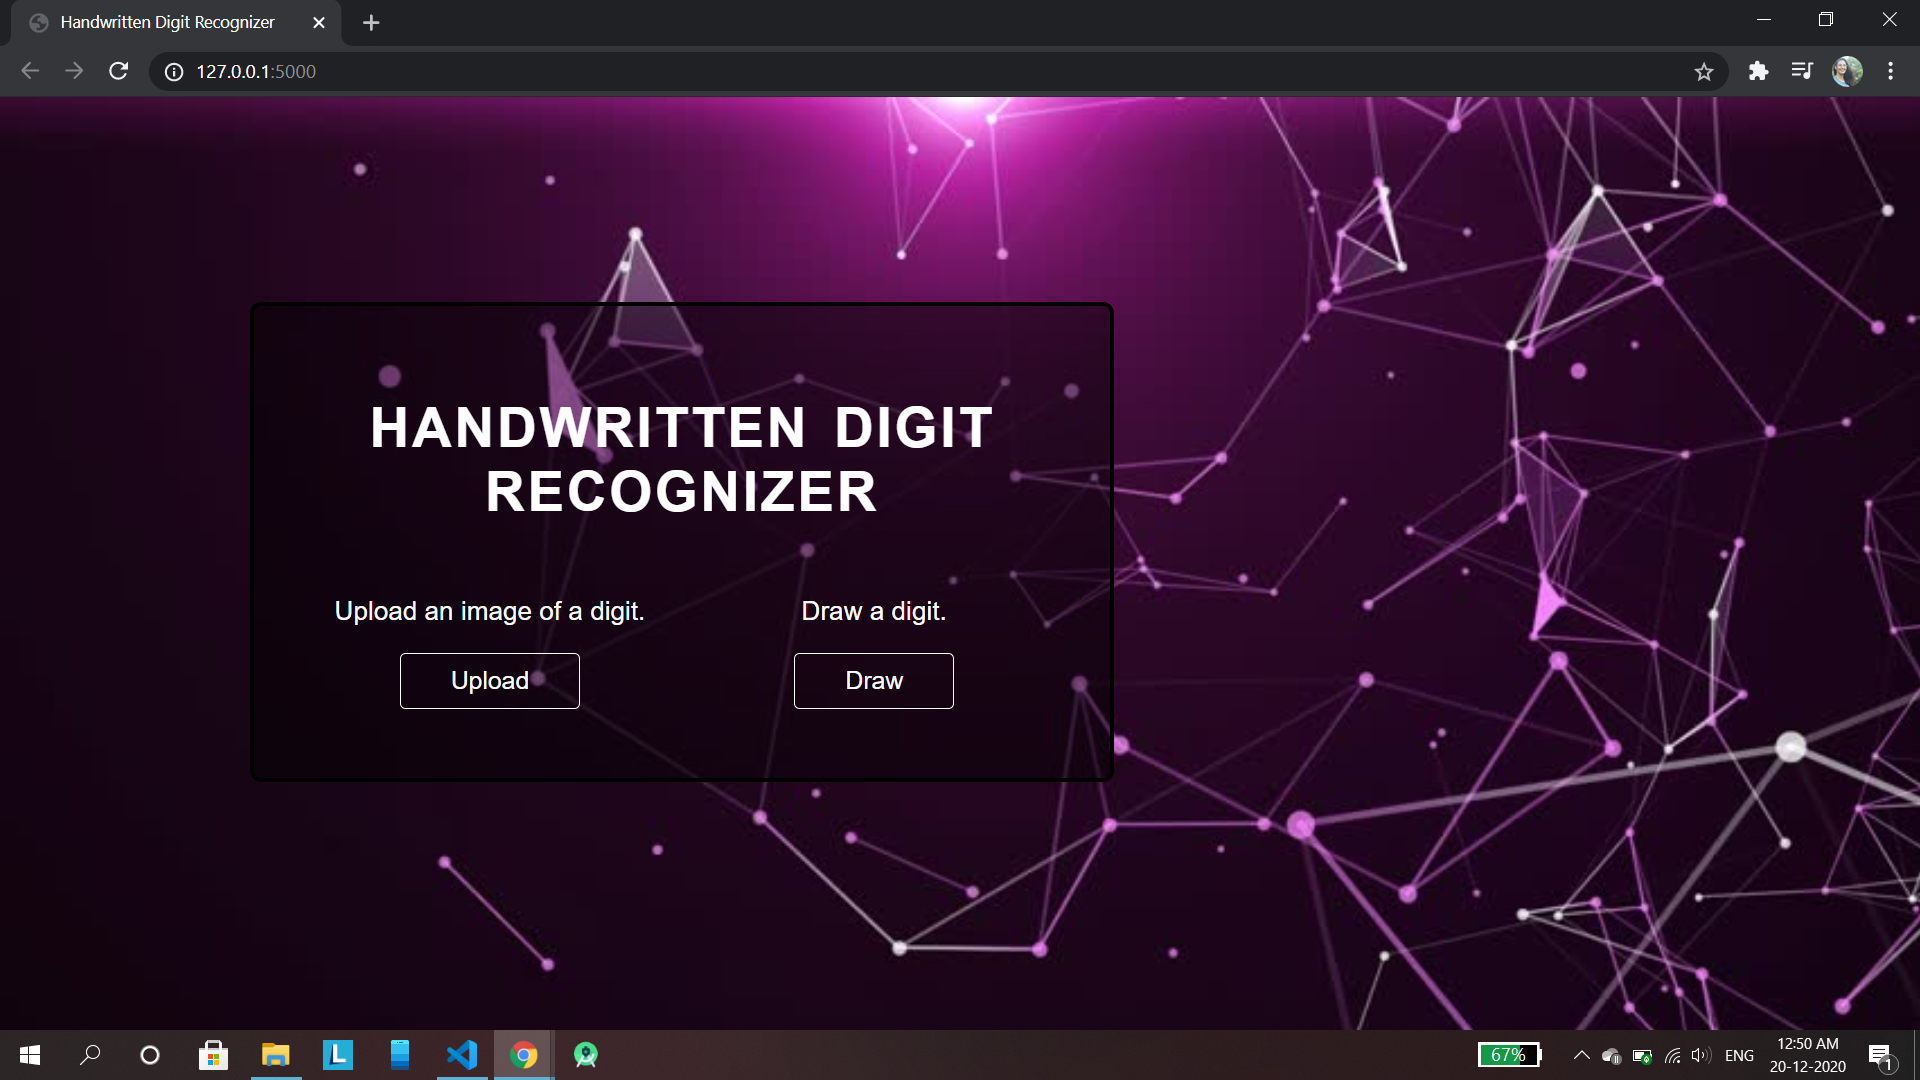 Handwritten Digit Recognizer
127.0.0.1:5000
HANDWRITTEN DIGIT
RECOGNIZER
Upload an image of a digit.
Draw a digit.
Upload
Draw
L
67%
ENG
12:50 AM
20-12-2020
1